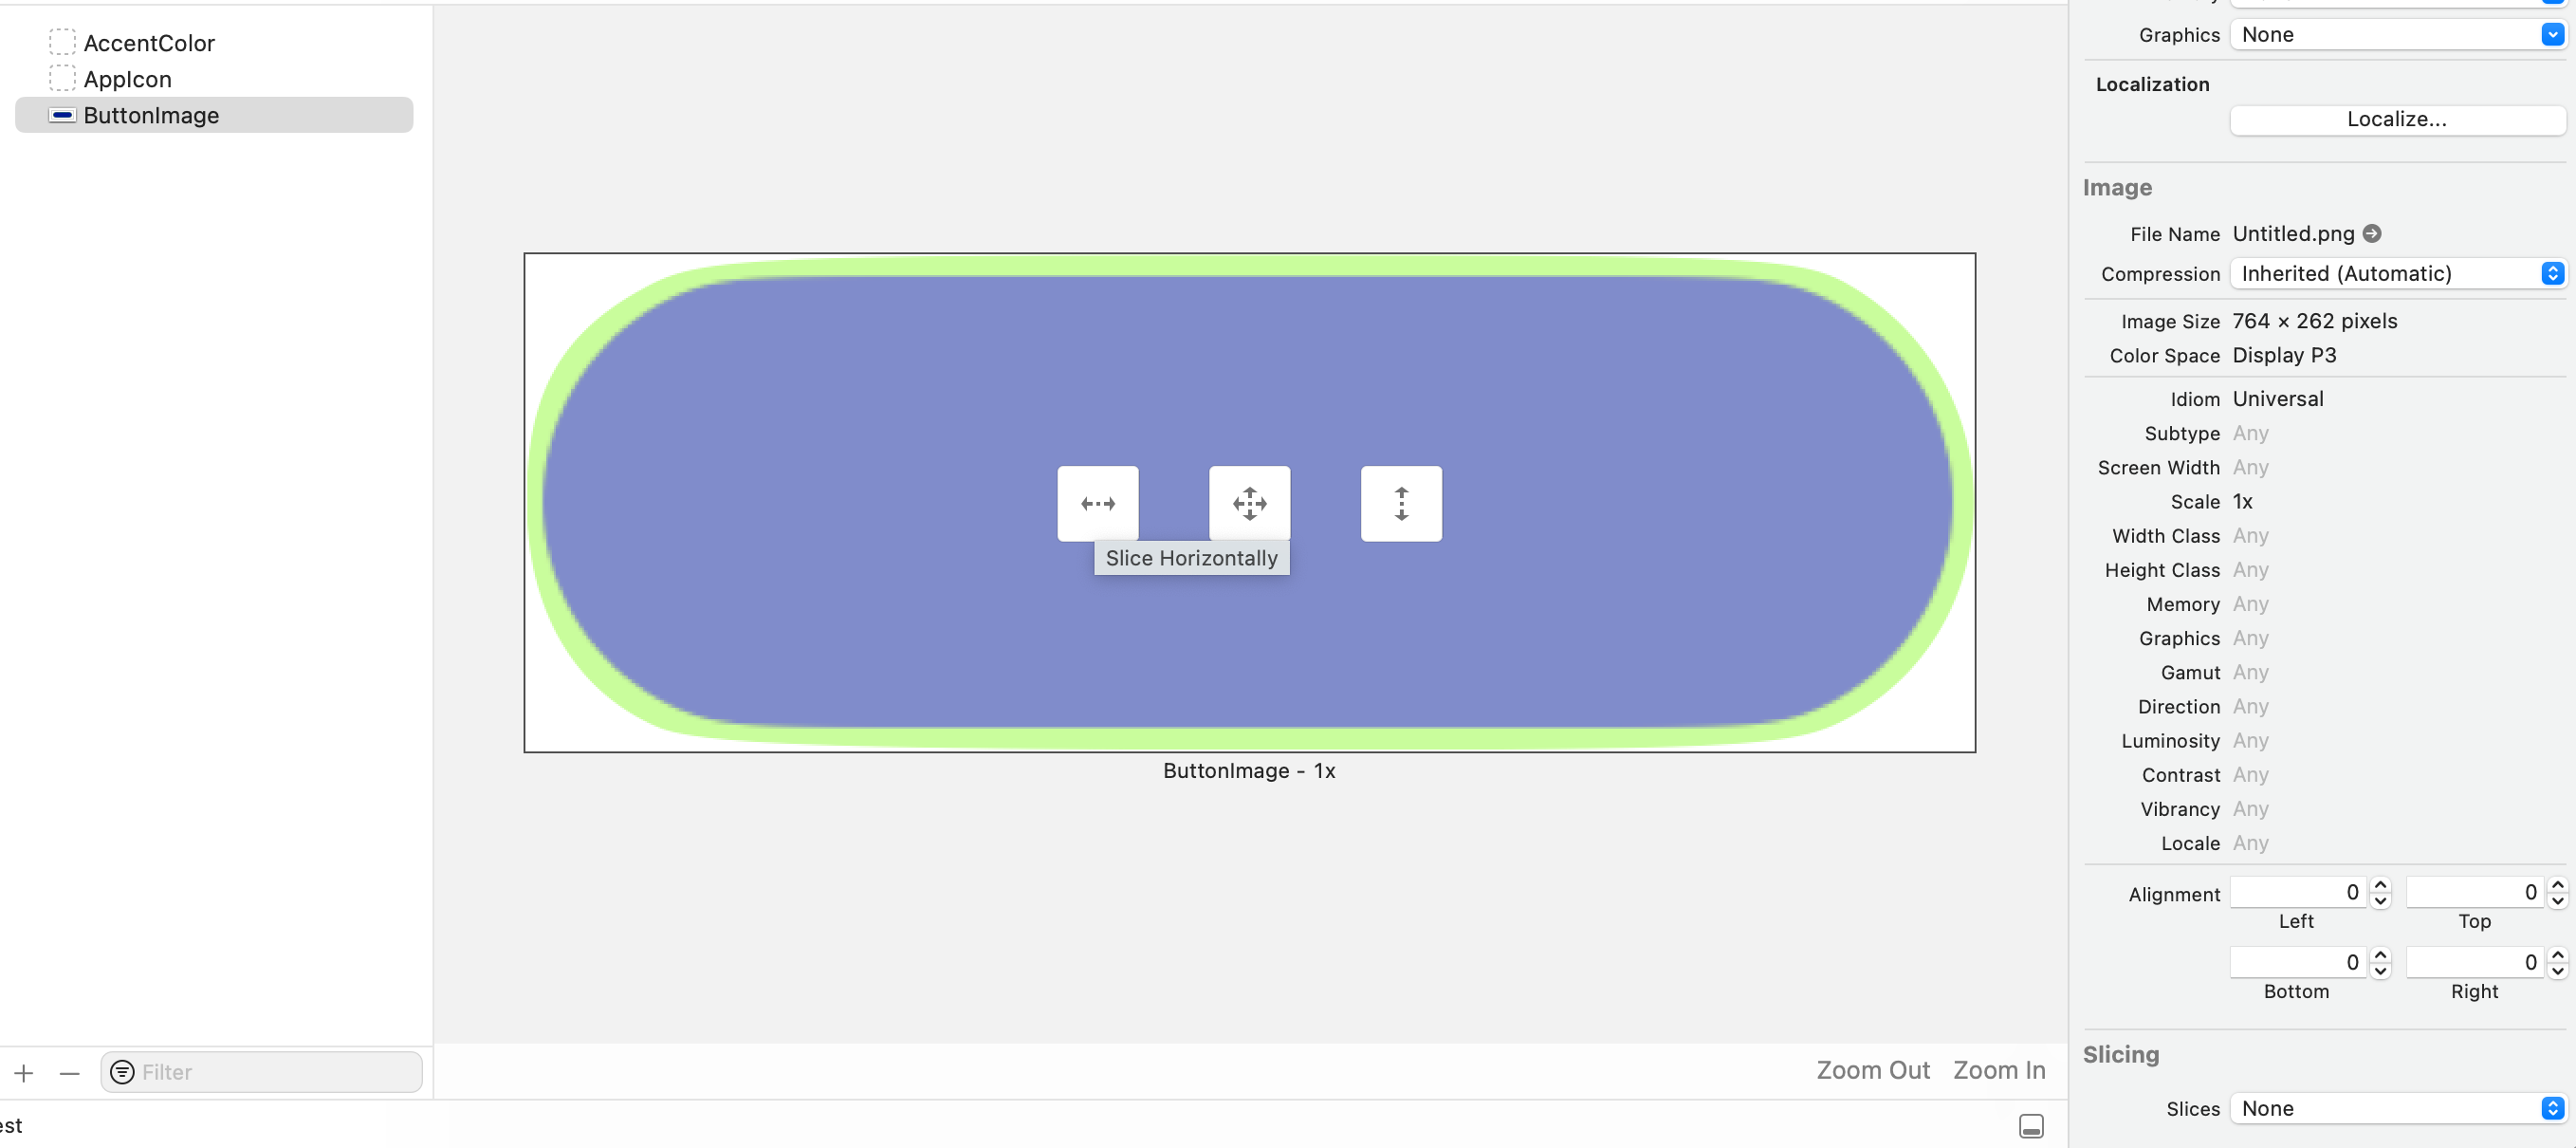 AccentColor
AppIcon
ButtonImage
Filter
est
Slice Horizontally
ButtonImage - 1x
Zoom Out Zoom In
Graphics None
Localization
Localize...
Image
File Name Untitled.png
Compression Inherited (Automatic)
Image Size 764 × 262 pixels
Color Space Display P3
Idiom Universal
Subtype Any
Screen Width Any
Scale 1x
Width Class Any
Height Class Any
Memory Any
Graphics Any
Gamut Any
Direction Any
Luminosity Any
Contrast Any
Vibrancy Any
Locale Any
Alignment 0 0
Left Top
0 0
Bottom Right
Slicing
Slices None